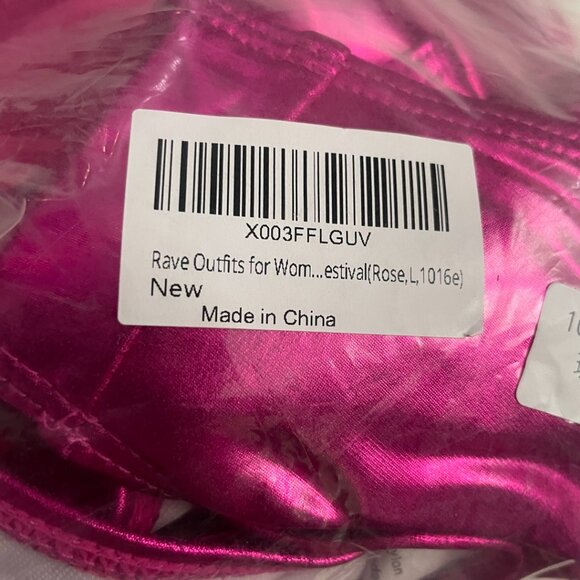 X003FFLGUV
Rave Outfits for Wom...estival(Rose,L,1016e)
New
Made in China